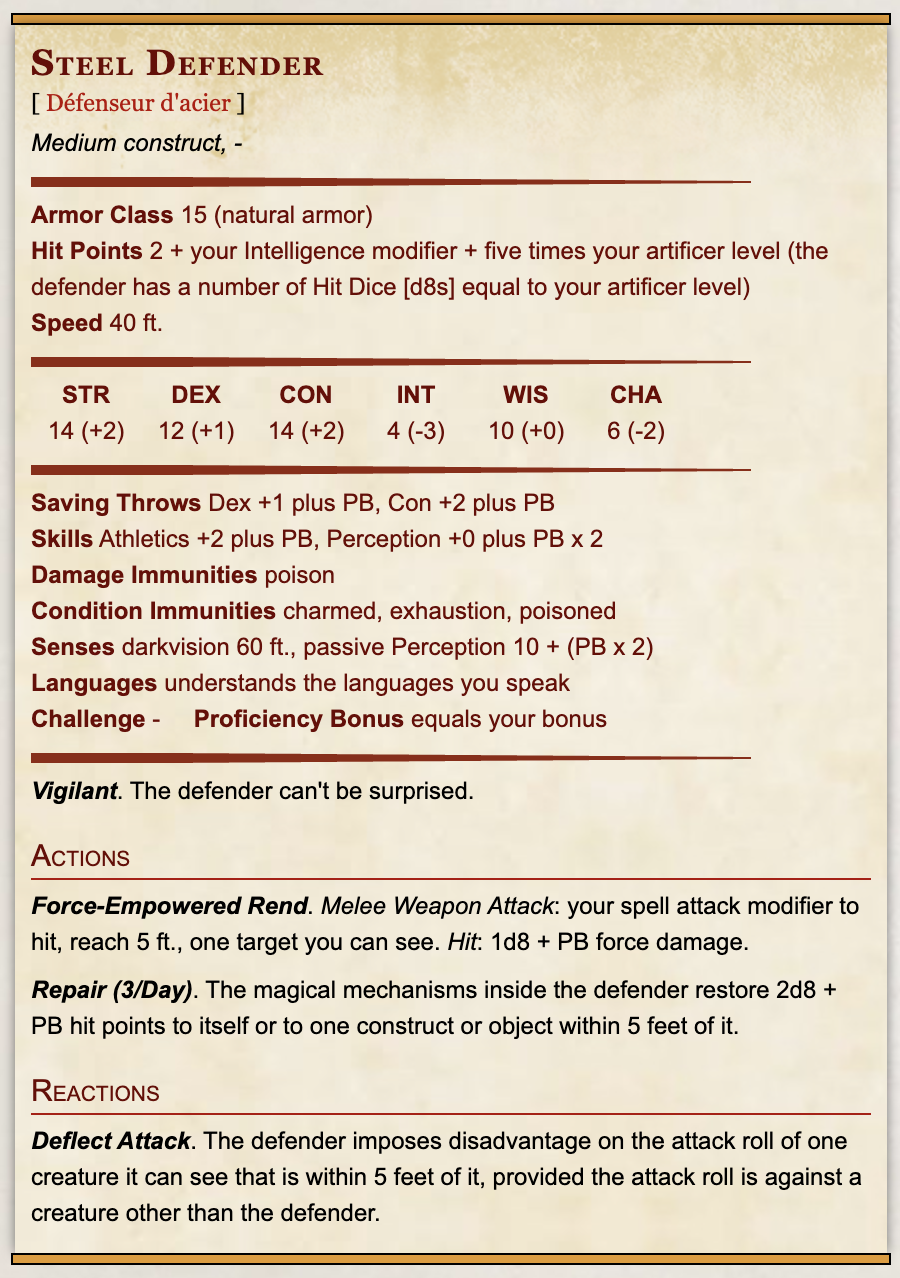 Steel Defender
[ Défenseur d'acier ]
Medium construct, -
Armor Class 15 (natural armor)
Hit Points 2 + your Intelligence modifier + five times your artificer level (the
defender has a number of Hit Dice [d8s] equal to your artificer level)
Speed 40 ft.
STR DEX CON INT WIS CHA
14 (+2) 12 (+1) 14 (+2) 4 (-3) 10 (+0) 6 (-2)
Saving Throws Dex +1 plus PB, Con +2 plus PB
Skills Athletics +2 plus PB, Perception +0 plus PB x 2
Damage Immunities poison
Condition Immunities charmed, exhaustion, poisoned
Senses darkvision 60 ft., passive Perception 10 + (PB x 2)
Languages understands the languages you speak
Challenge - Proficiency Bonus equals your bonus
Vigilant. The defender can't be surprised.
Actions
Force-Empowered Rend. Melee Weapon Attack: your spell attack modifier to
hit, reach 5 ft., one target you can see. Hit: 1d8 + PB force damage.
Repair (3/Day). The magical mechanisms inside the defender restore 2d8 +
PB hit points to itself or to one construct or object within 5 feet of it.
Reactions
Deflect Attack. The defender imposes disadvantage on the attack roll of one
creature it can see that is within 5 feet of it, provided the attack roll is against a
creature other than the defender.